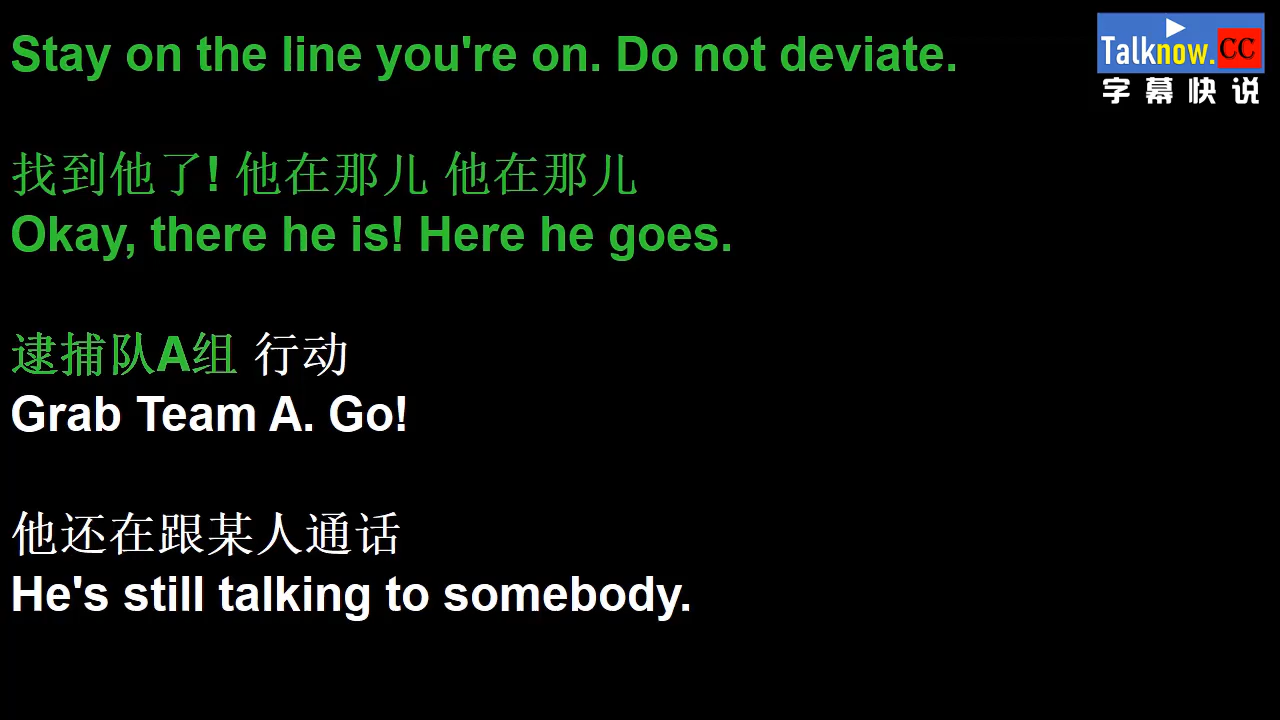 Stay on the line you're on. Do not deviate.
Talknow.CC
字幕快说
找到他了! 他在那儿 他在那儿
Okay, there he is! Here he goes.
逮捕队A组 行动
Grab Team A. Go!
他还在跟某人通话
He's still talking to somebody.